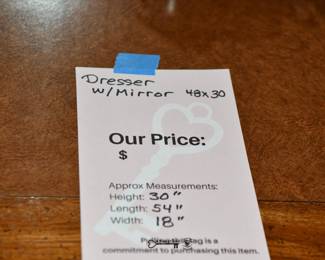 Dresser
w/Mirror 48x30
Our Price:
$
Approx Measurements:
Height: 30"
Length: 54"
Width: 18"
tag is a
commitment to purchasing this item.